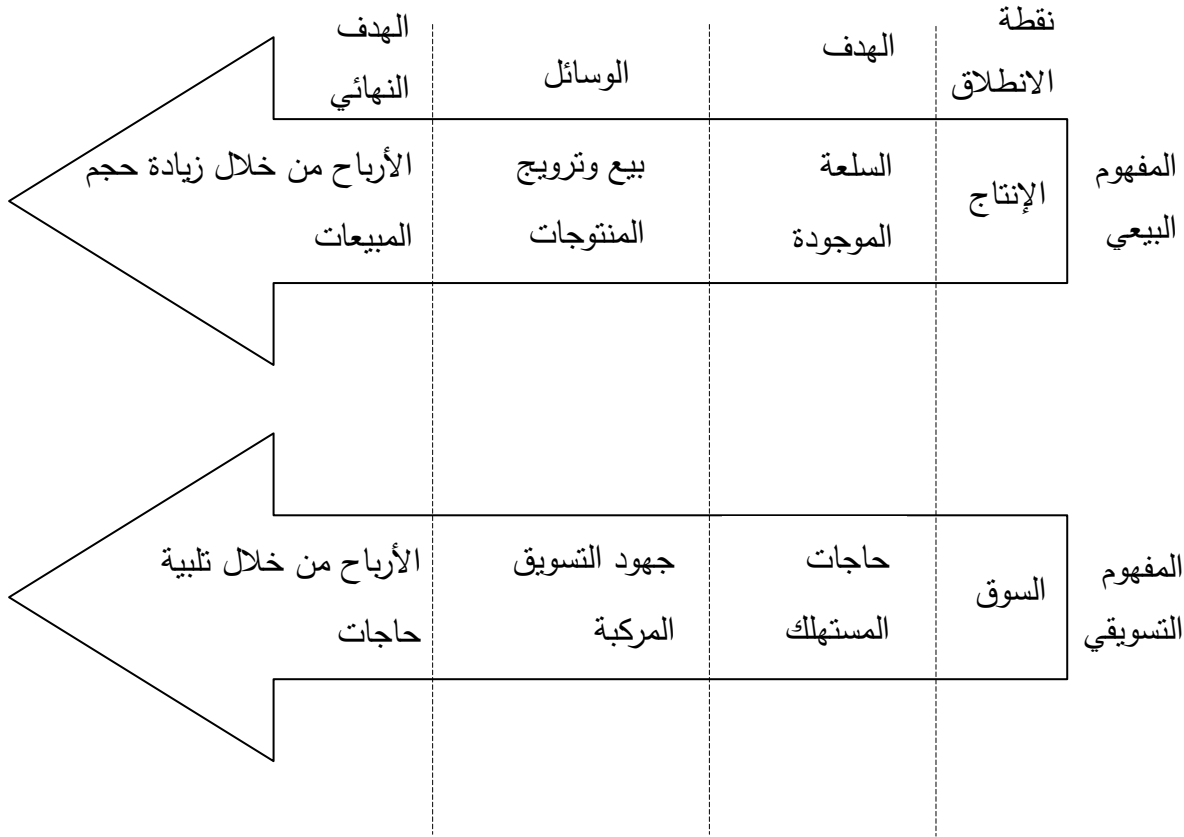 نقطة
الانطلاق
الهدف
الوسائل
الهدف
النهائي
المفهوم
البيعي
الإنتاج
السلعة
الموجودة
بيع وترويج
المنتوجات
الأرباح من خلال زيادة حجم
المبيعات
المفهوم
التسويقي
السوق
حاجات
المستهلك
جهود التسويق
المركبة
الأرباح من خلال تلبية
حاجات